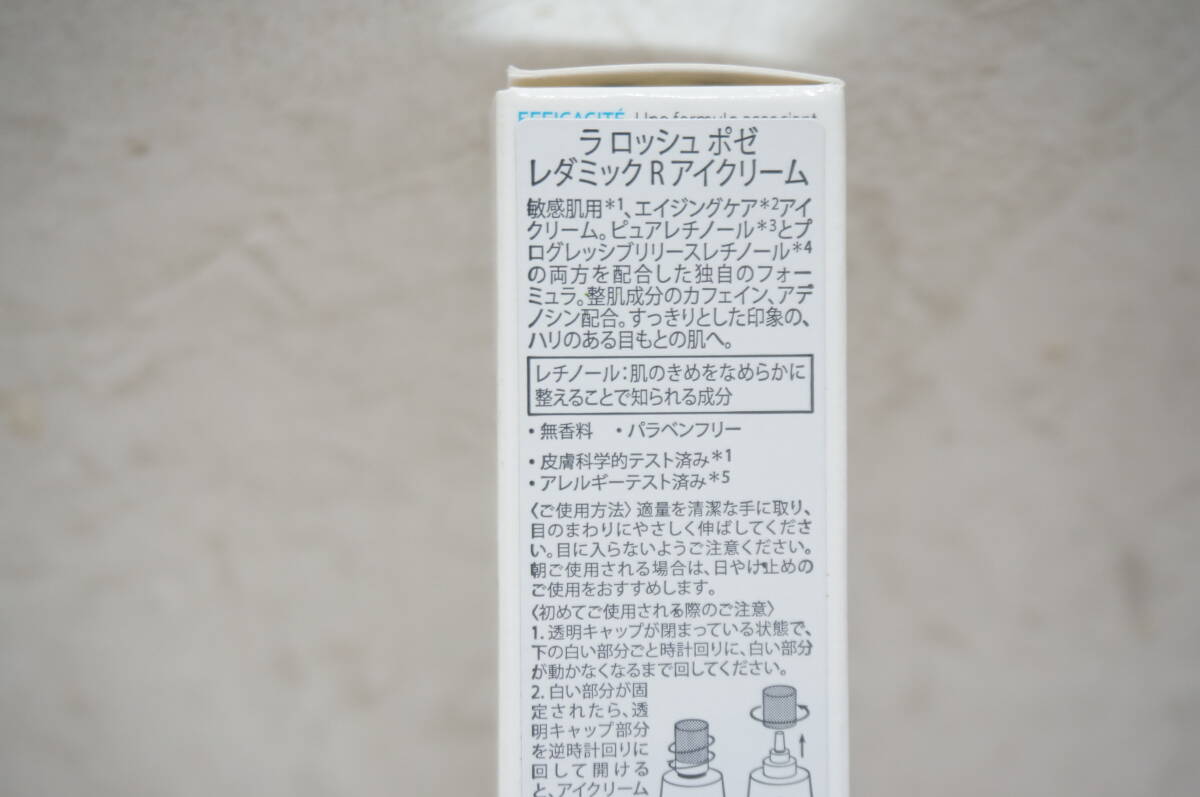 EFFICACITÉ Une formule associant
ラ ロッシュ ポゼ
レダミック R アイクリーム
敏感肌用*1、エイジングケア*2アイ
クリーム。ピュアレチノール*3とプ
ログレッシブリリースレチノール*4
の両方を配合した独自のフォー
ミュラ。整肌成分のカフェイン、アデ
ノシン配合。すっきりとした印象の、
ハリのある目もとの肌へ。
レチノール:肌のきめをなめらかに
整えることで知られる成分
・無香料 ・パラベンフリー
・皮膚科学的テスト済み*1
・アレルギーテスト済み*5
〈ご使用方法〉適量を清潔な手に取り、
目のまわりにやさしく伸ばしてくださ
い。目に入らないようご注意ください。
朝ご使用される場合は、日やけ止めの
ご使用をおすすめします。
〈初めてご使用される際のご注意〉
1. 透明キャップが閉まっている状態で、
下の白い部分ごと時計回りに、白い部分
が動かなくなるまで回してください。
2. 白い部分が固
定されたら、透
明キャップ部分
を逆時計回りに
回して開ける
と、アイクリーム